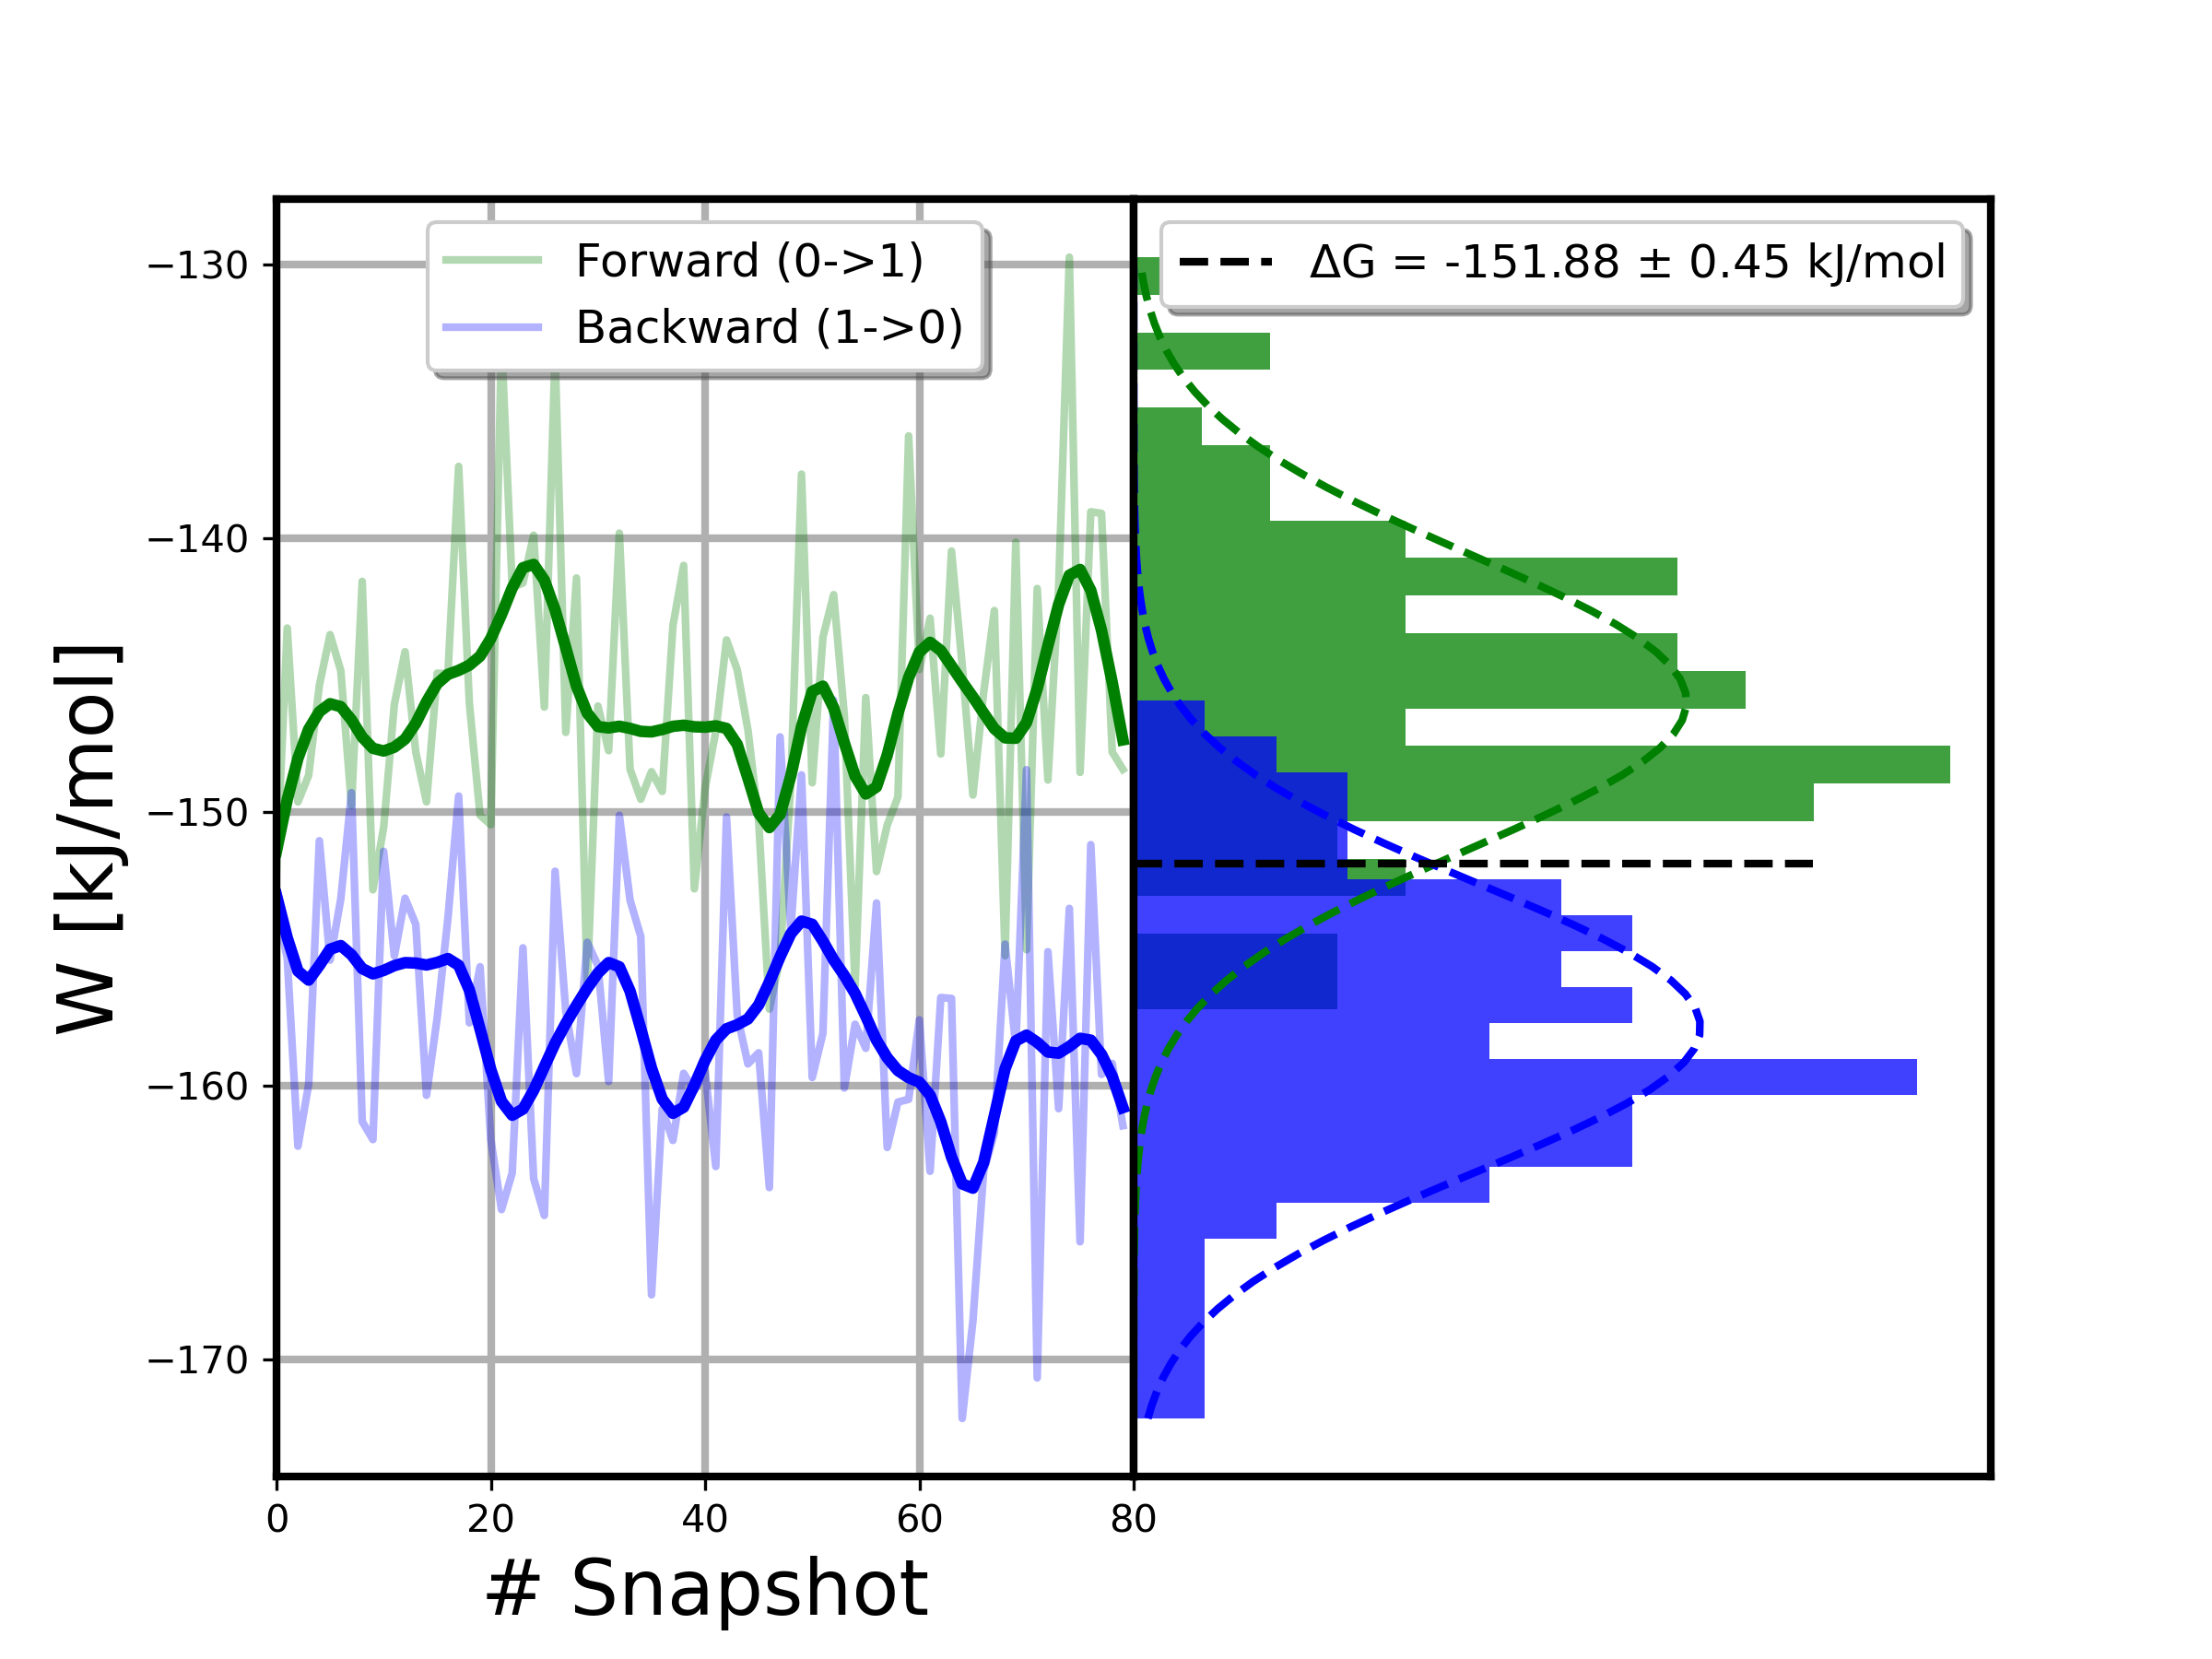 Forward (0->1)
Backward (1->0)
ΔG = -151.88 ± 0.45 kJ/mol
−130
−140
−150
−160
−170
W [kJ/mol]
0 20 40 60 80
# Snapshot